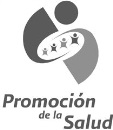 Promoción
de la
Salud